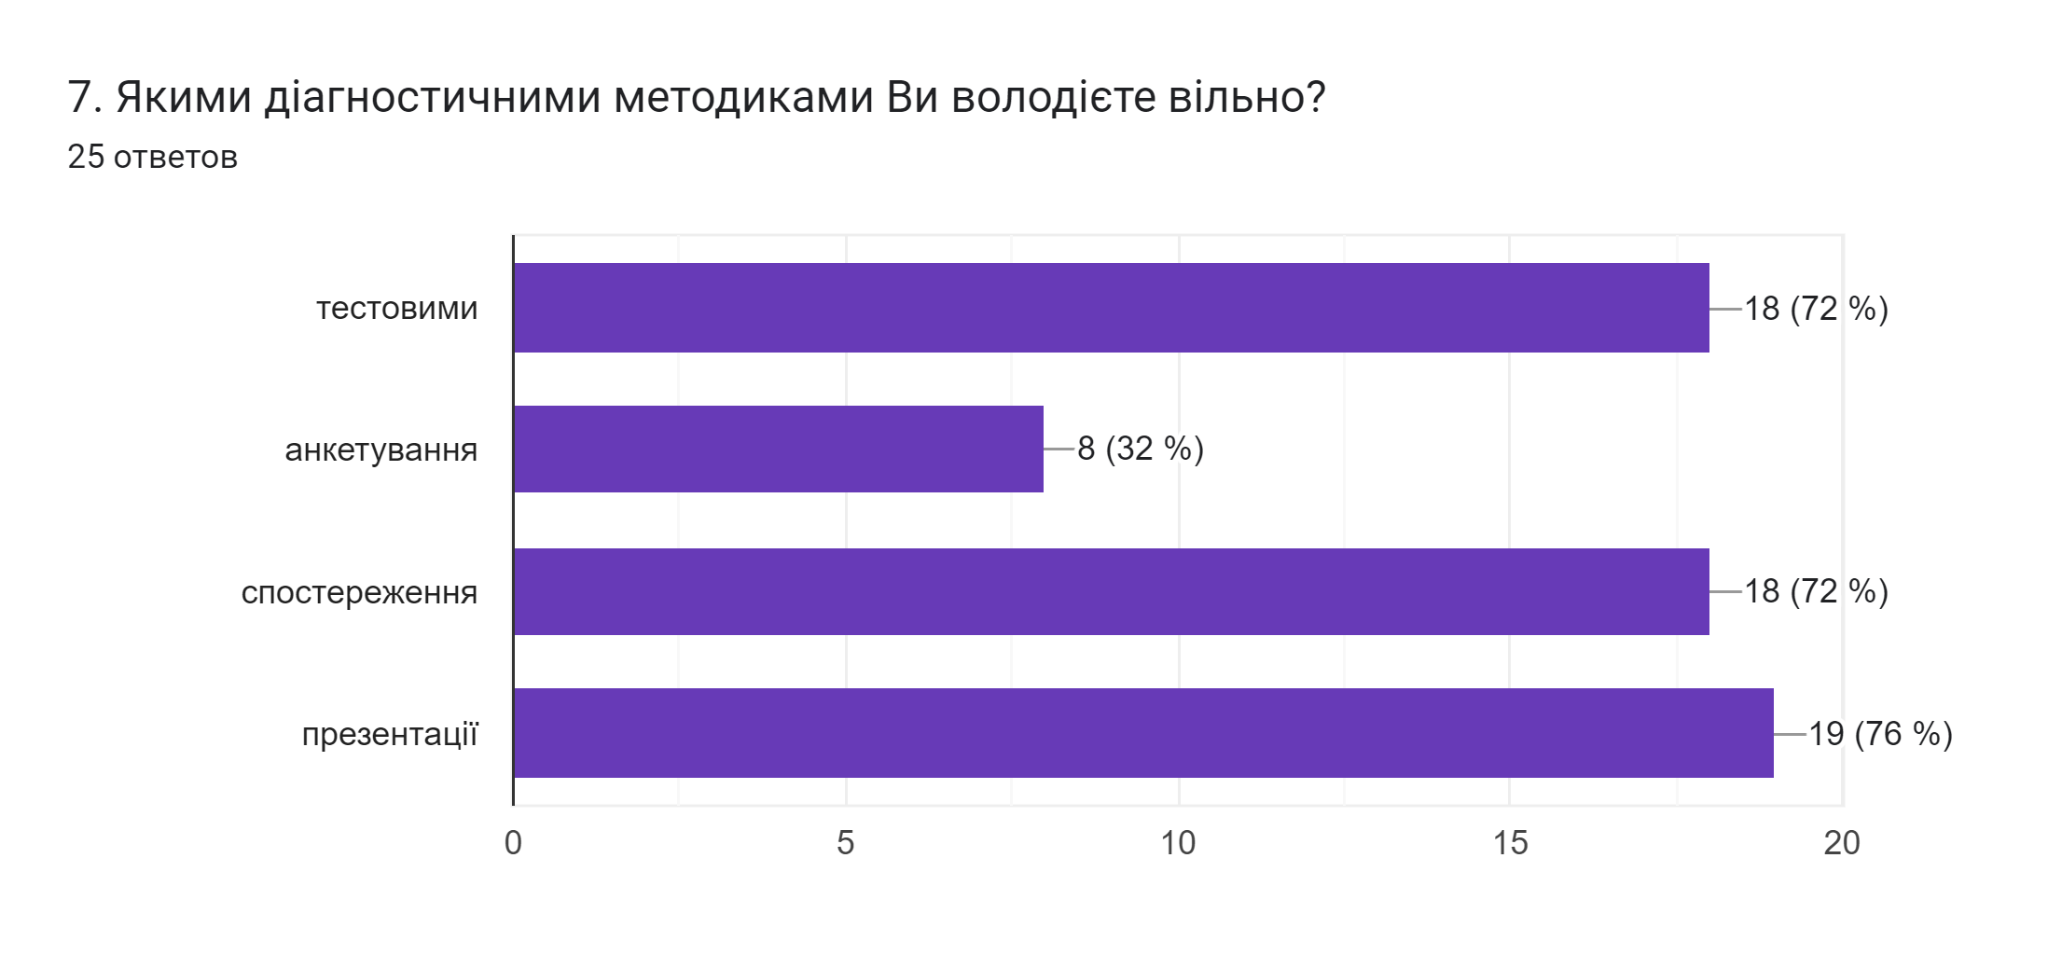 7. Якими діагностичними методиками Ви володієте вільно?
25 ответов
тестовими
18 (72 %)
анкетування
8 (32 %)
спостереження
18 (72 %)
презентації
19 (76 %)
0 5 10 15 20